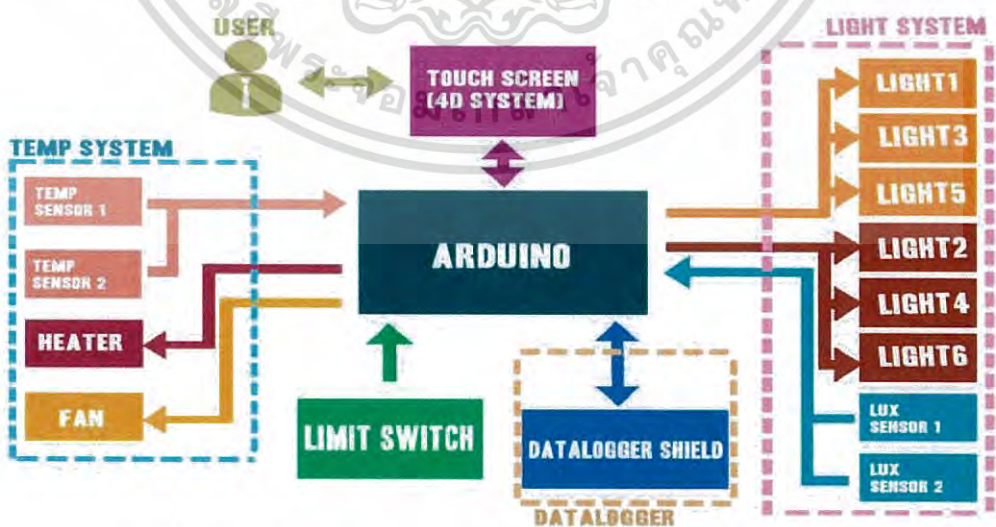 USER
TOUCH SCREEN
(4D SYSTEM)
LIGHT SYSTEM
LIGHT1
LIGHT3
LIGHT5
LIGHT2
LIGHT4
LIGHT6
LUX
SENSOR 1
LUX
SENSOR 2
TEMP SYSTEM
TEMP
SENSOR 1
TEMP
SENSOR 2
HEATER
FAN
ARDUINO
LIMIT SWITCH
DATALOGGER SHIELD
DATALOGGER